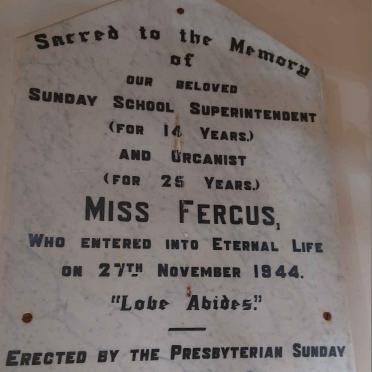 Sacred to the Memory
of
OUR BELOVED
SUNDAY SCHOOL SUPERINTENDENT
(FOR 14 YEARS.)
AND ORGANIST
(FOR 25 YEARS.)
MISS FERGUS,
WHO ENTERED INTO ETERNAL LIFE
ON 27TH NOVEMBER 1944.
"Love Abides."
ERECTED BY THE PRESBYTERIAN SUNDAY